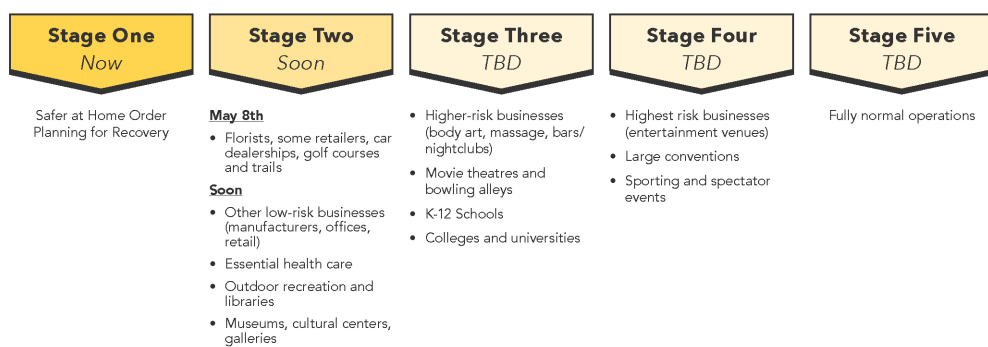 Stage One
Now
Safer at Home Order
Planning for Recovery
Stage Two
Soon
May 8th
• Florists, some retailers, car
dealerships, golf courses
and trails
Soon
• Other low-risk businesses
(manufacturers, offices,
retail)
• Essential health care
• Outdoor recreation and
libraries
• Museums, cultural centers,
galleries
Stage Three
TBD
• Higher-risk businesses
(body art, massage, bars/
nightclubs)
• Movie theatres and
bowling alleys
• K-12 Schools
• Colleges and universities
Stage Four
TBD
• Highest risk businesses
(entertainment venues)
• Large conventions
• Sporting and spectator
events
Stage Five
TBD
Fully normal operations